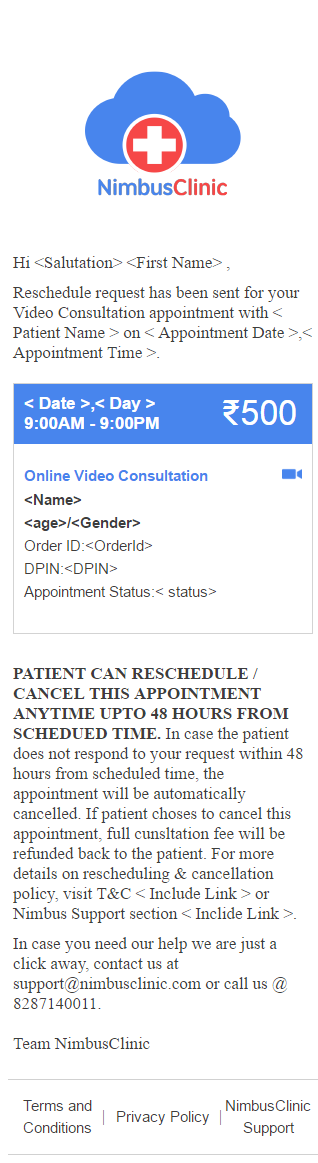 NimbusClinic
Hi <Salutation> <First Name> ,
Reschedule request has been sent for your
Video Consultation appointment with <
Patient Name > on < Appointment Date >,<
Appointment Time >.
< Date >,< Day >
9:00AM - 9:00PM
₹500
Online Video Consultation
<Name>
<age>/<Gender>
Order ID:<OrderId>
DPIN:<DPIN>
Appointment Status:< status>
PATIENT CAN RESCHEDULE /
CANCEL THIS APPOINTMENT
ANYTIME UPTO 48 HOURS FROM
SCHEDUED TIME. In case the patient
does not respond to your request within 48
hours from scheduled time, the
appointment will be automatically
cancelled. If patient choses to cancel this
appointment, full cunsltation fee will be
refunded back to the patient. For more
details on rescheduling & cancellation
policy, visit T&C < Include Link > or
Nimbus Support section < Inclide Link >.
In case you need our help we are just a
click away, contact us at
support@nimbusclinic.com or call us @
8287140011.
Team NimbusClinic
Terms and
Conditions
Privacy Policy
NimbusClinic
Support